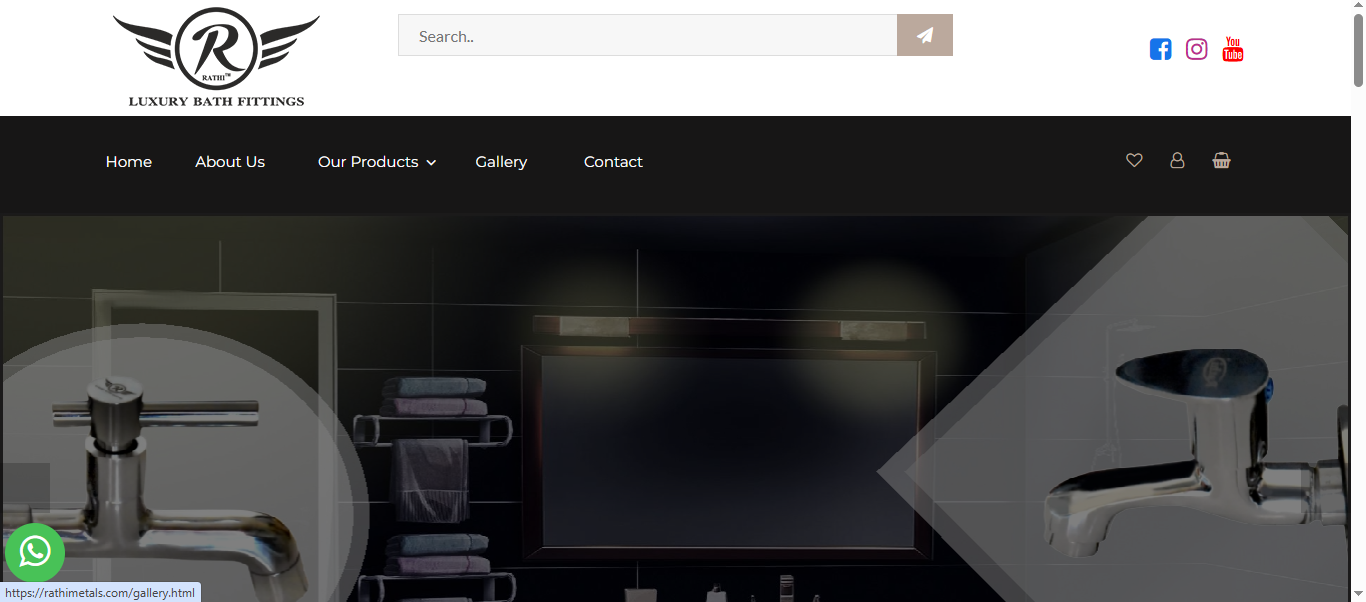 R
RATHI™
LUXURY BATH FITTINGS
Search..
You
Tube
Home About Us Our Products Gallery Contact
https://rathimetals.com/gallery.html